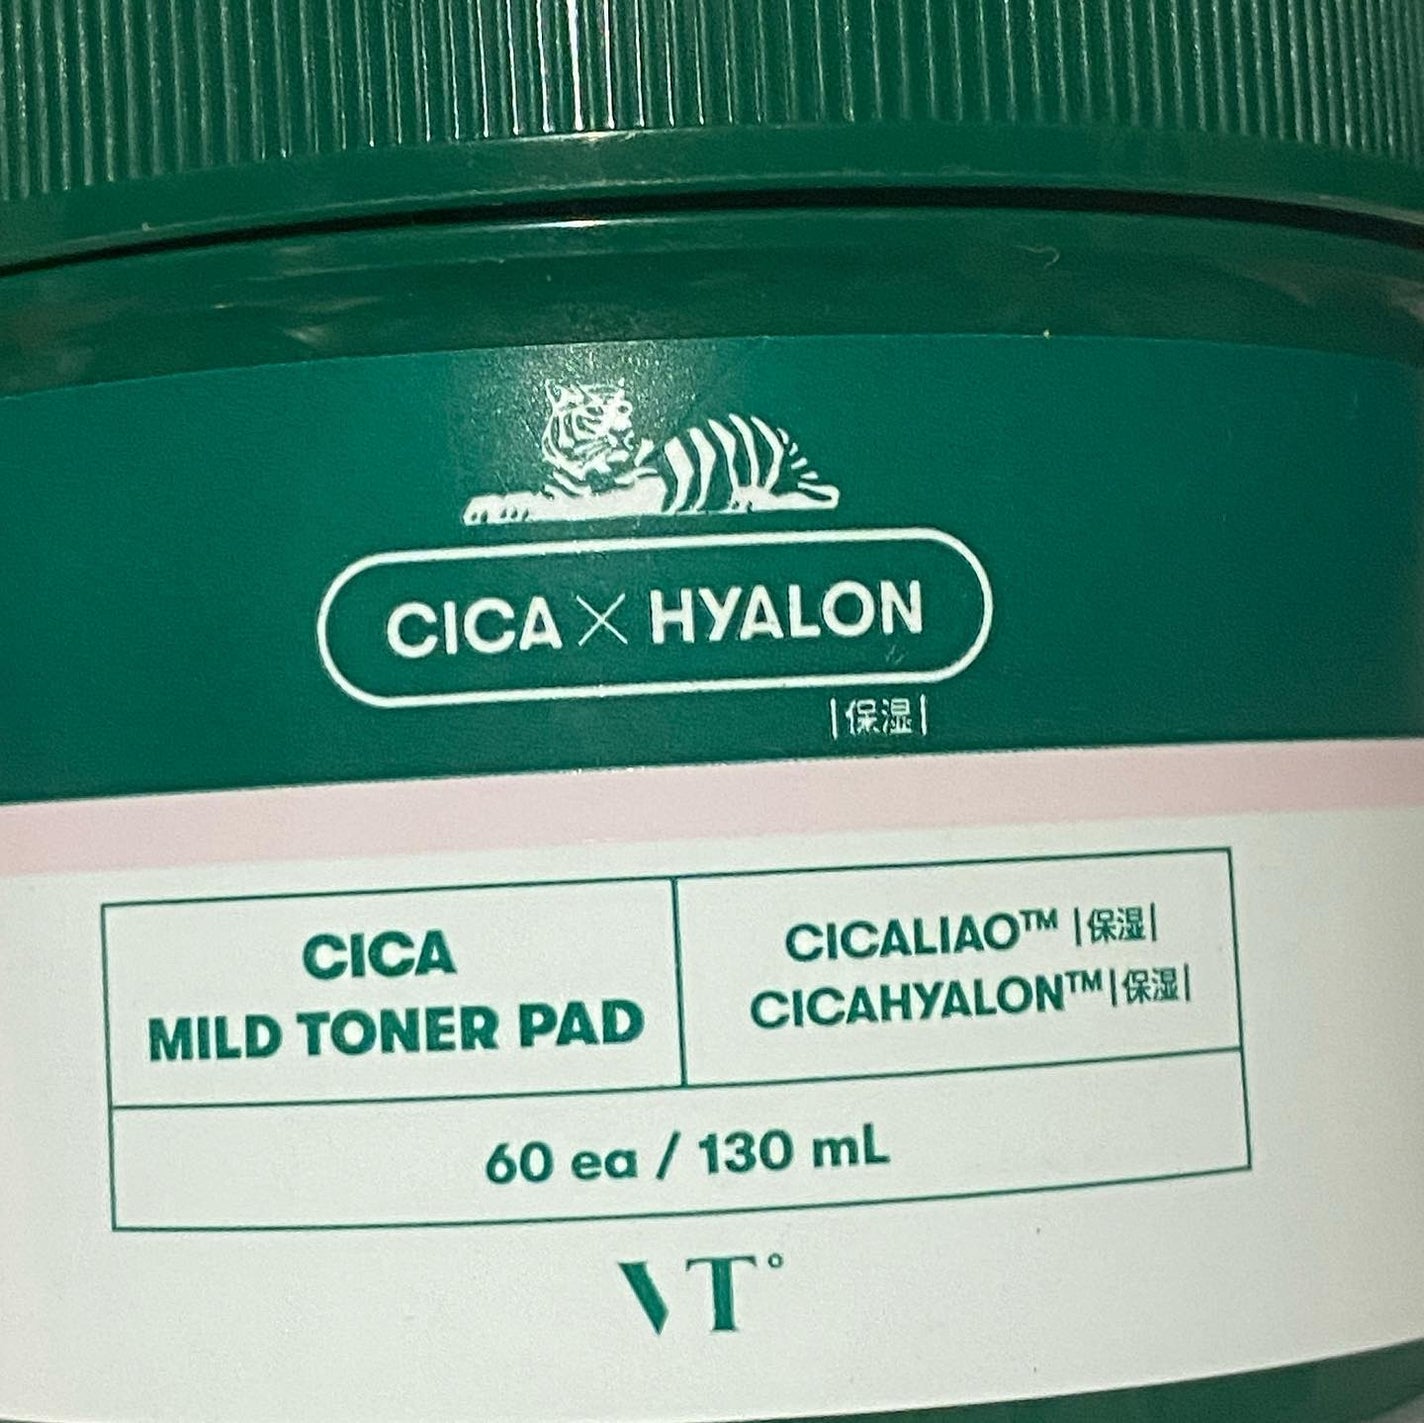 CICA X HYALON
|保湿|
CICA
MILD TONER PAD
CICALIAO™ |保湿|
CICAHYALON™|保湿|
60 ea / 130 mL
VT°